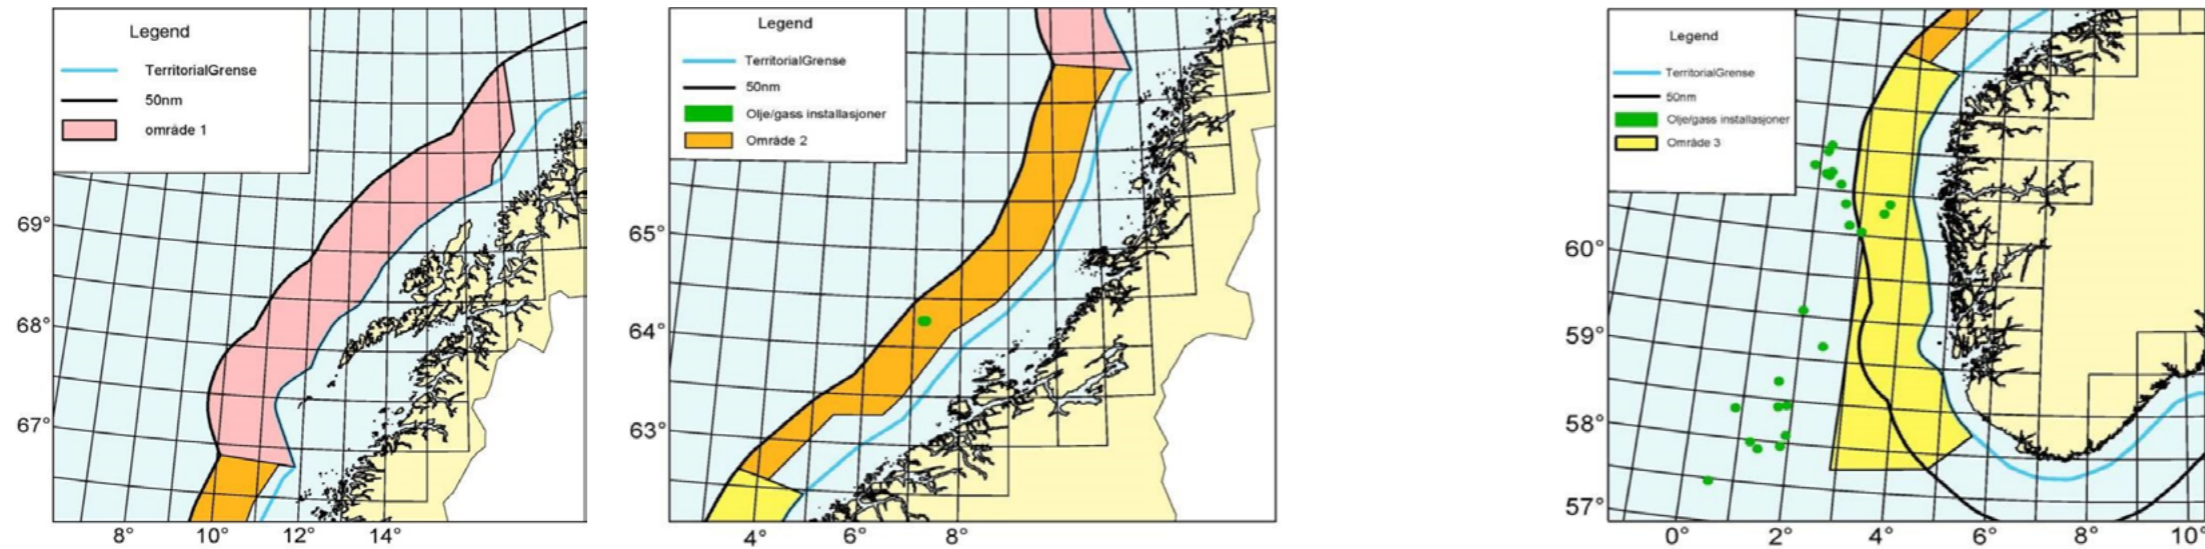 Legend
TerritorialGrense
50nm
område 1
69°
68°
67°
8°
10°
12°
14°
Legend
TerritorialGrense
50nm
Olje/gass installasjoner
Område 2
65°
64°
63°
4°
6°
8°
Legend
TerritorialGrense
50nm
Olje/gass installasjoner
Område 3
60°
59°
58°
57°
0°
2°
4°
6°
8°
10°